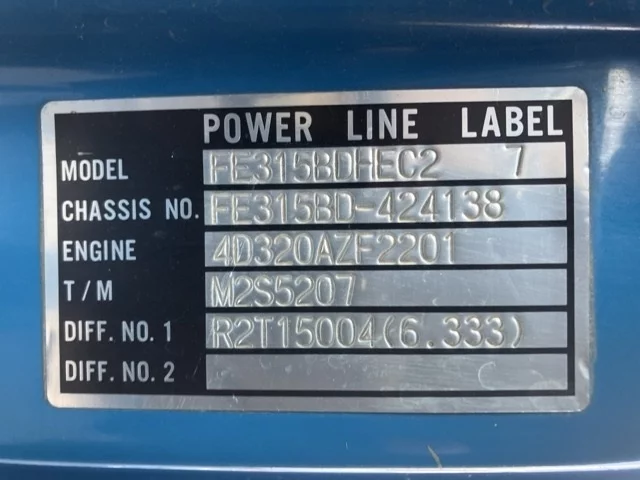 POWER LINE LABEL
MODEL FE315BDHEC2 7
CHASSIS NO. FE315BD-424138
ENGINE 4D320AZF2201
T/M M2S5207
DIFF. NO. 1 R2T15004(6.333)
DIFF. NO. 2